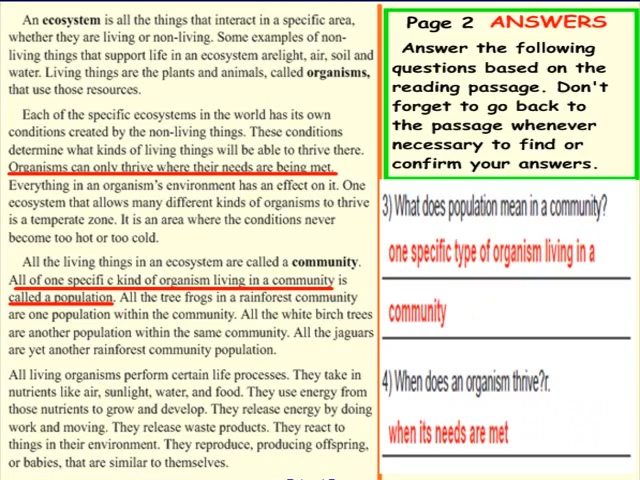 An ecosystem is all the things that interact in a specific area,
whether they are living or non-living. Some examples of non-
living things that support life in an ecosystem arelight, air, soil and
water. Living things are the plants and animals, called organisms,
that use those resources.
Each of the specific ecosystems in the world has its own
conditions created by the non-living things. These conditions
determine what kinds of living things will be able to thrive there.
Organisms can only thrive where their needs are being met.
Everything in an organism's environment has an effect on it. One
ecosystem that allows many different kinds of organisms to thrive
is a temperate zone. It is an area where the conditions never
become too hot or too cold.
All the living things in an ecosystem are called a community.
All of one specifi c kind of organism living in a community is
called a population. All the tree frogs in a rainforest community
are one population within the community. All the white birch trees
are another population within the same community. All the jaguars
are yet another rainforest community population.
All living organisms perform certain life processes. They take in
nutrients like air, sunlight, water, and food. They use energy from
those nutrients to grow and develop. They release energy by doing
work and moving. They release waste products. They react to
things in their environment. They reproduce, producing offspring,
or babies, that are similar to themselves.
Page 2 ANSWERS
Answer the following
questions based on the
reading passage. Don't
forget to go back to
the passage whenever
necessary to find or
confirm your answers.
3) What does population mean in a community?
one specific type of organism living in a
community
4) When does an organism thrive?r.
when its needs are met